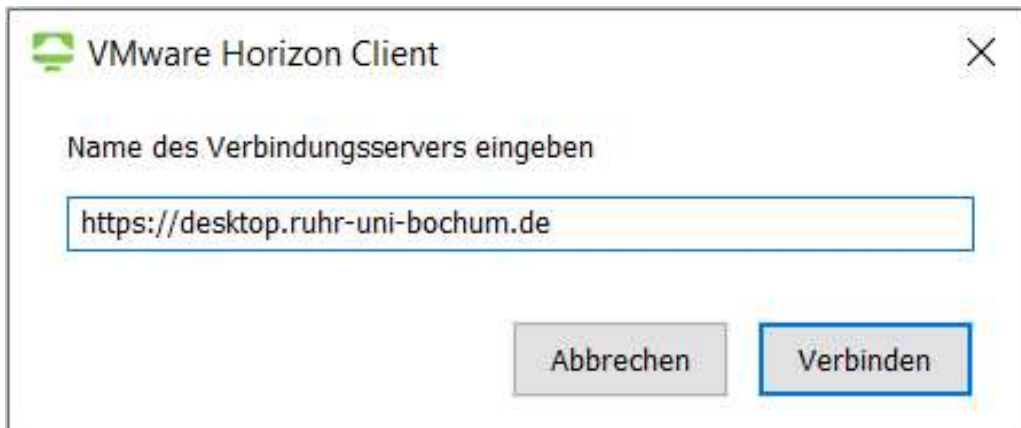 VMware Horizon Client
Name des Verbindungsservers eingeben
https://desktop.ruhr-uni-bochum.de
Abbrechen Verbinden